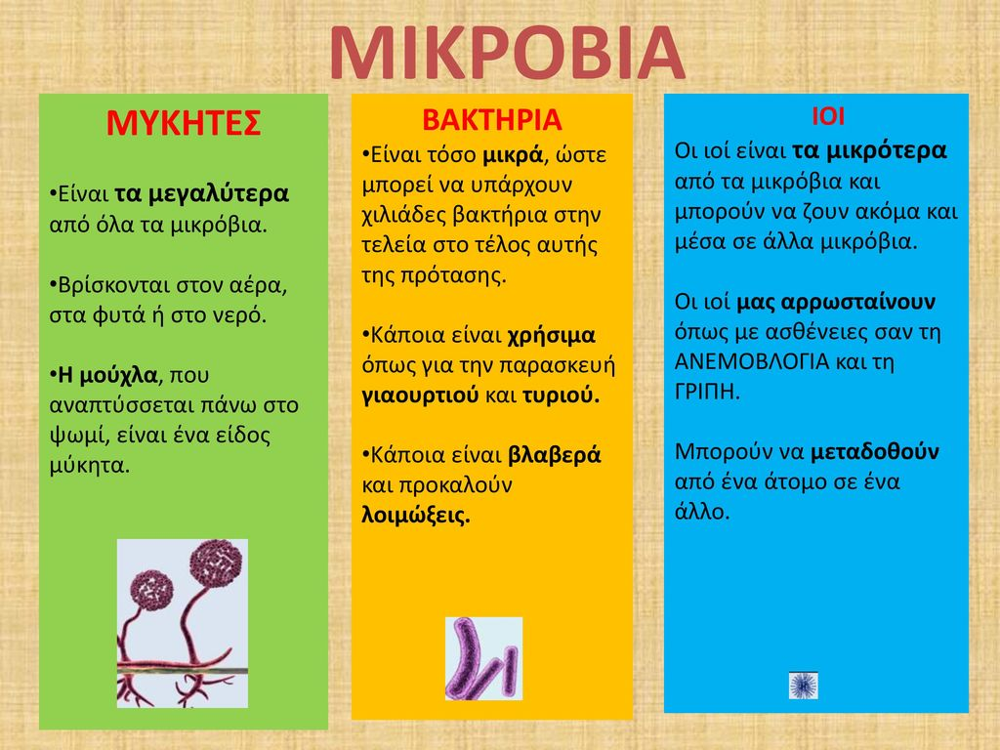 ΜΙΚΡΟΒΙΑ
ΜΥΚΗΤΕΣ
•Είναι τα μεγαλύτερα
από όλα τα μικρόβια.
•Βρίσκονται στον αέρα,
στα φυτά ή στο νερό.
•Η μούχλα, που
αναπτύσσεται πάνω στο
ψωμί, είναι ένα είδος
μύκητα.
ΒΑΚΤΗΡΙΑ
•Είναι τόσο μικρά, ώστε
μπορεί να υπάρχουν
χιλιάδες βακτήρια στην
τελεία στο τέλος αυτής
της πρότασης.
•Κάποια είναι χρήσιμα
όπως για την παρασκευή
γιαουρτιού και τυριού.
•Κάποια είναι βλαβερά
και προκαλούν
λοιμώξεις.
ΙΟΙ
Οι ιοί είναι τα μικρότερα
από τα μικρόβια και
μπορούν να ζουν ακόμα και
μέσα σε άλλα μικρόβια.
Οι ιοί μας αρρωσταίνουν
όπως με ασθένειες σαν τη
ΑΝΕΜΟΒΛΟΓΙΑ και τη
ΓΡΙΠΗ.
Μπορούν να μεταδοθούν
από ένα άτομο σε ένα
άλλο.